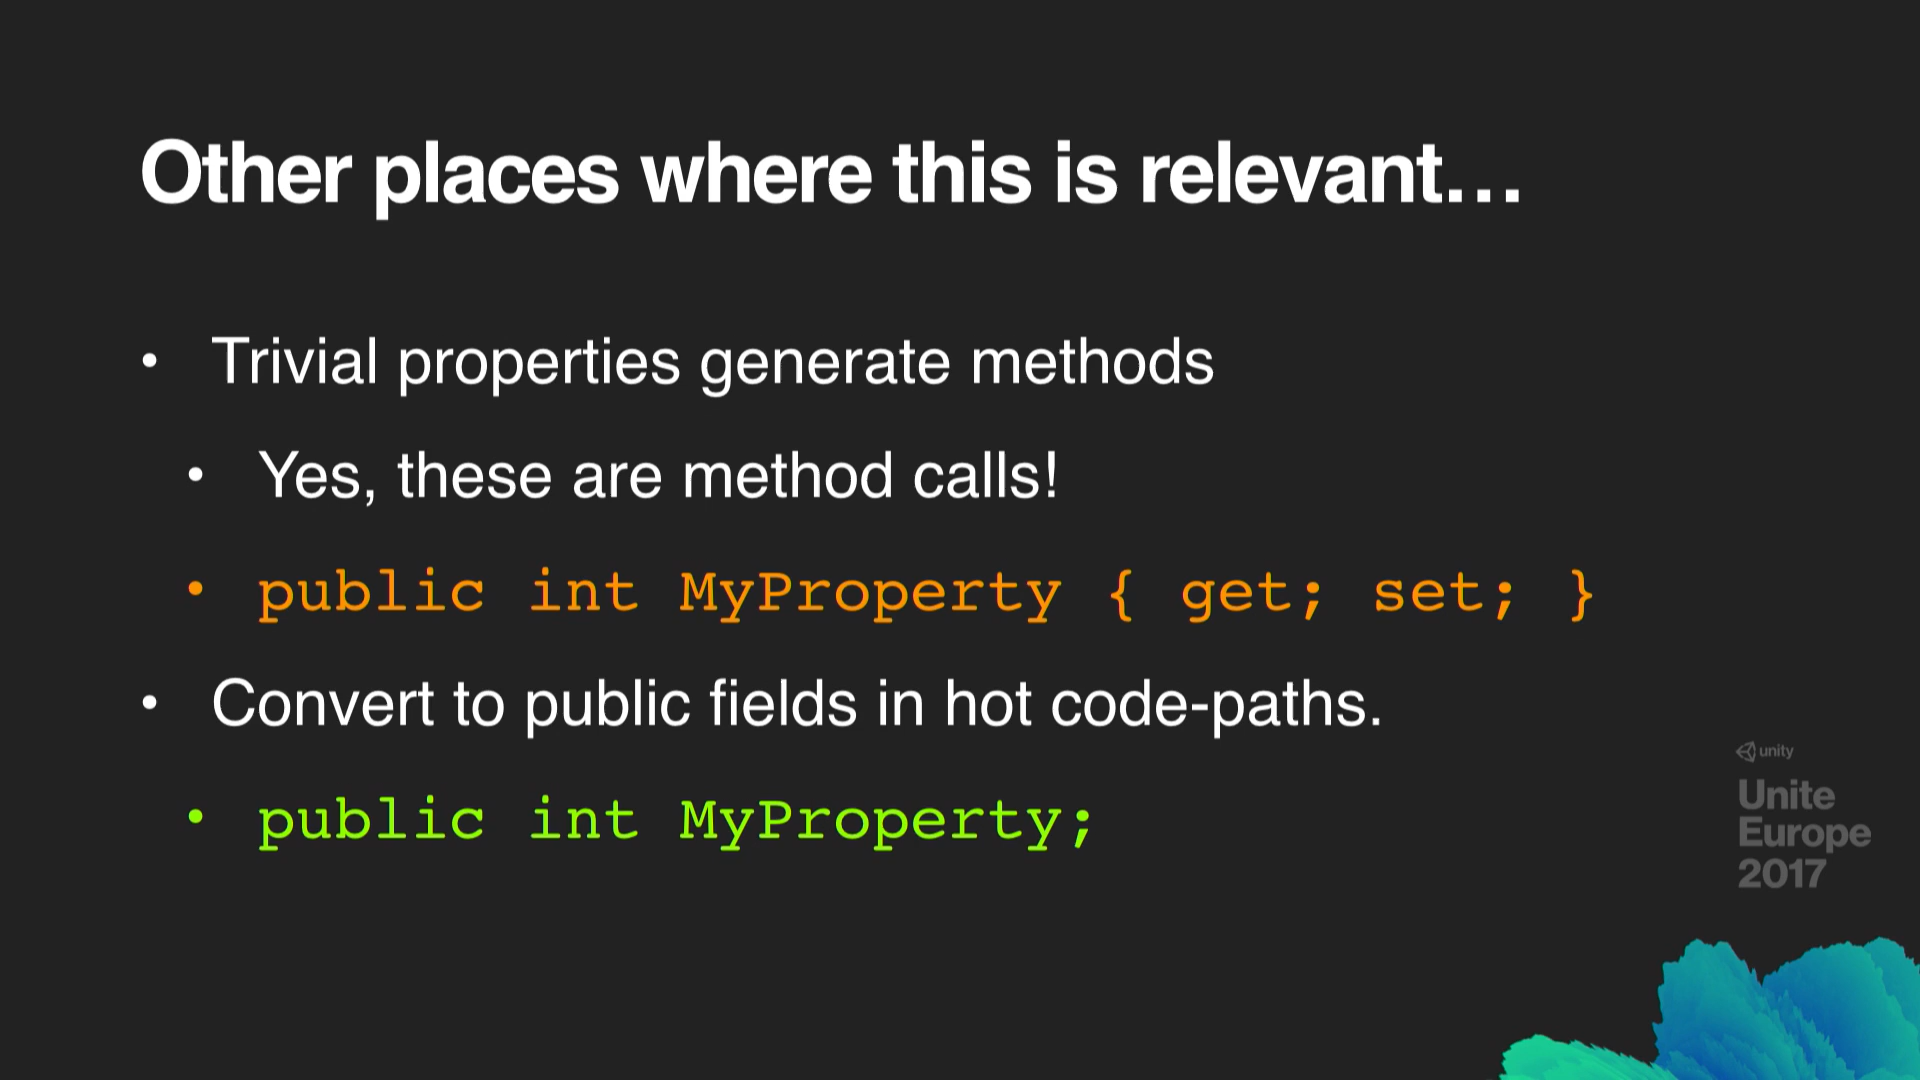 Other places where this is relevant…
• Trivial properties generate methods
• Yes, these are method calls!
• public int MyProperty { get; set; }
• Convert to public fields in hot code-paths.
• public int MyProperty;
unity
Unite
Europe
2017